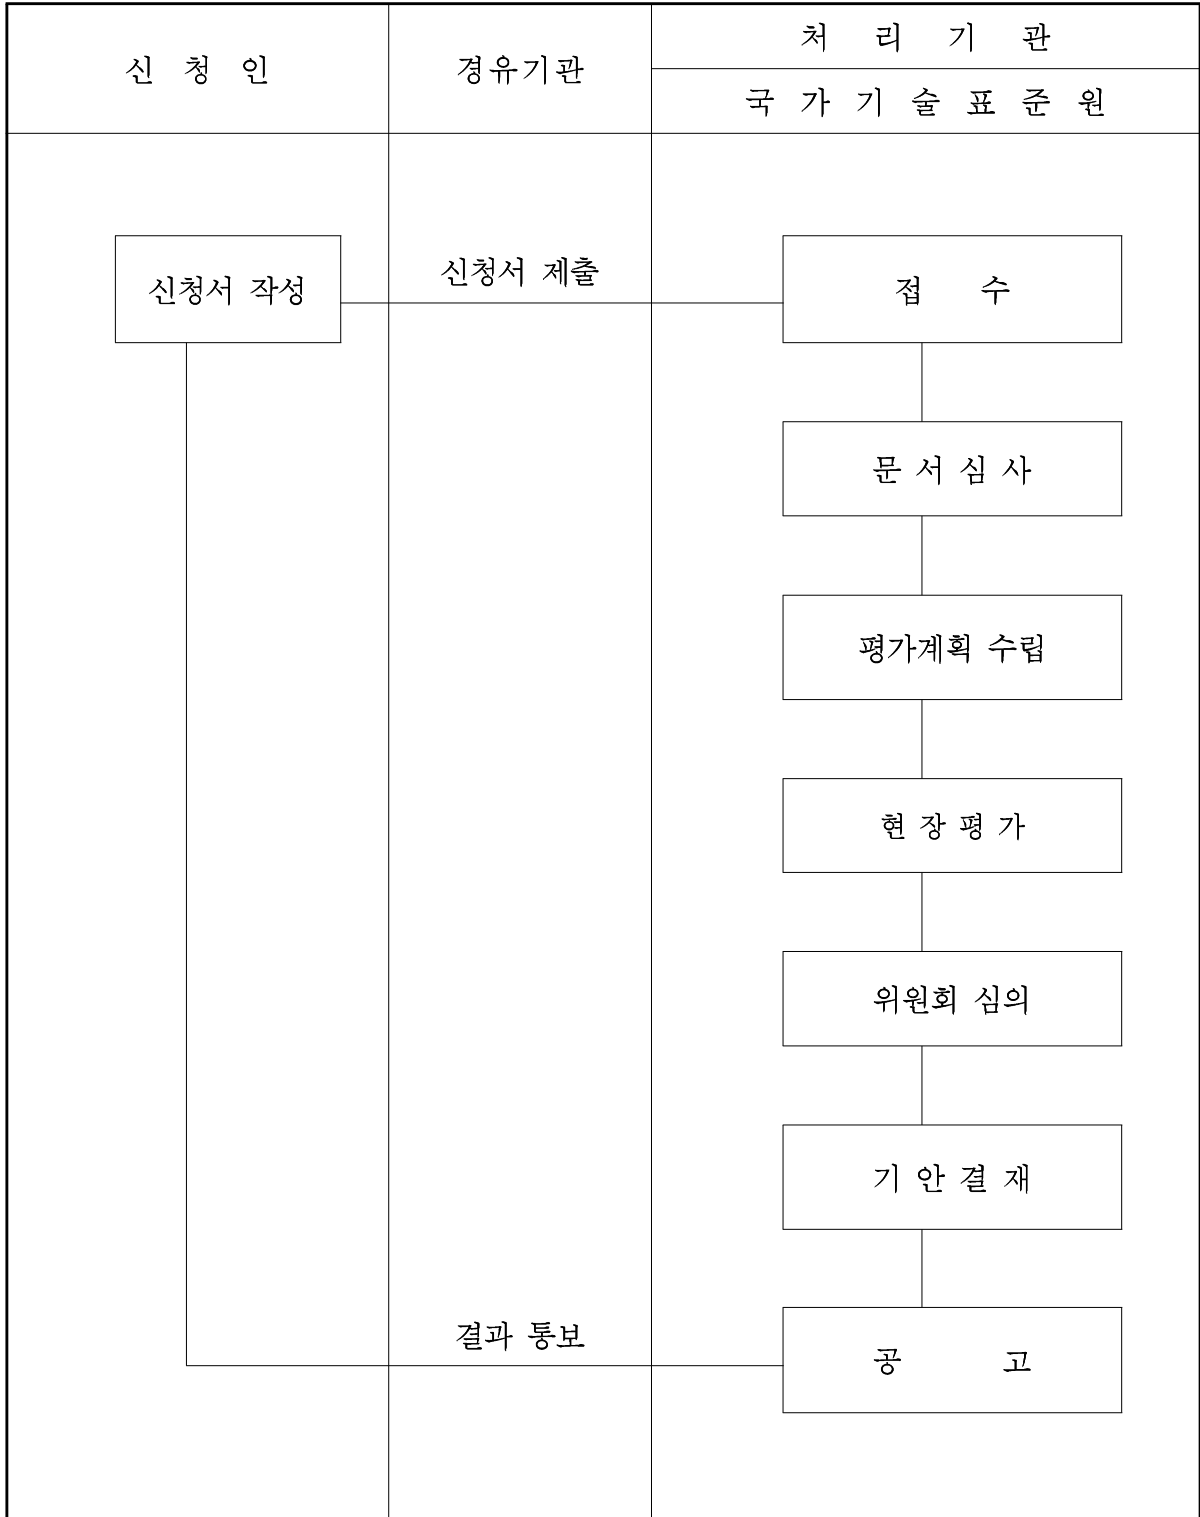 신 청 인
경유기관
처 리 기 관
국 가 기 술 표 준 원
신청서 작성
신청서 제출
접 수
문 서 심 사
평가계획 수립
현 장 평 가
위원회 심의
기 안 결 재
결과 통보
공 고